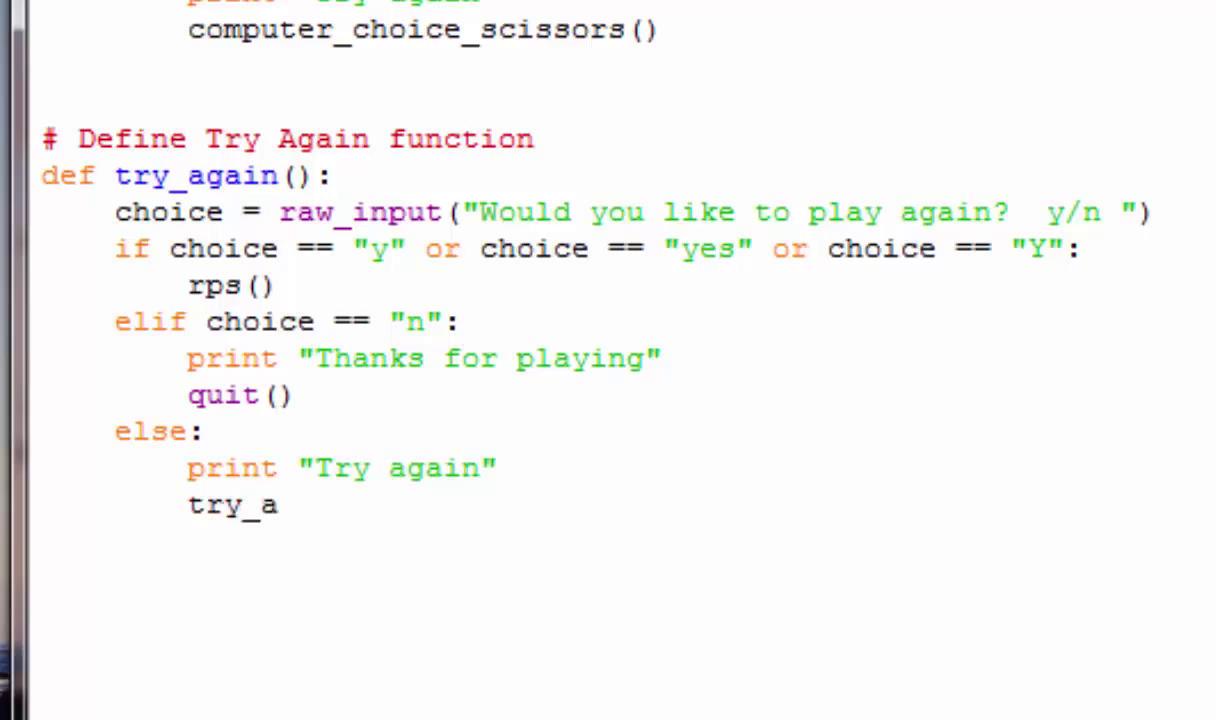 computer_choice_scissors()
# Define Try Again function
def try_again():
    choice = raw_input("Would you like to play again?  y/n ")
    if choice == "y" or choice == "yes" or choice == "Y":
        rps()
    elif choice == "n":
        print "Thanks for playing"
        quit()
    else:
        print "Try again"
        try_a